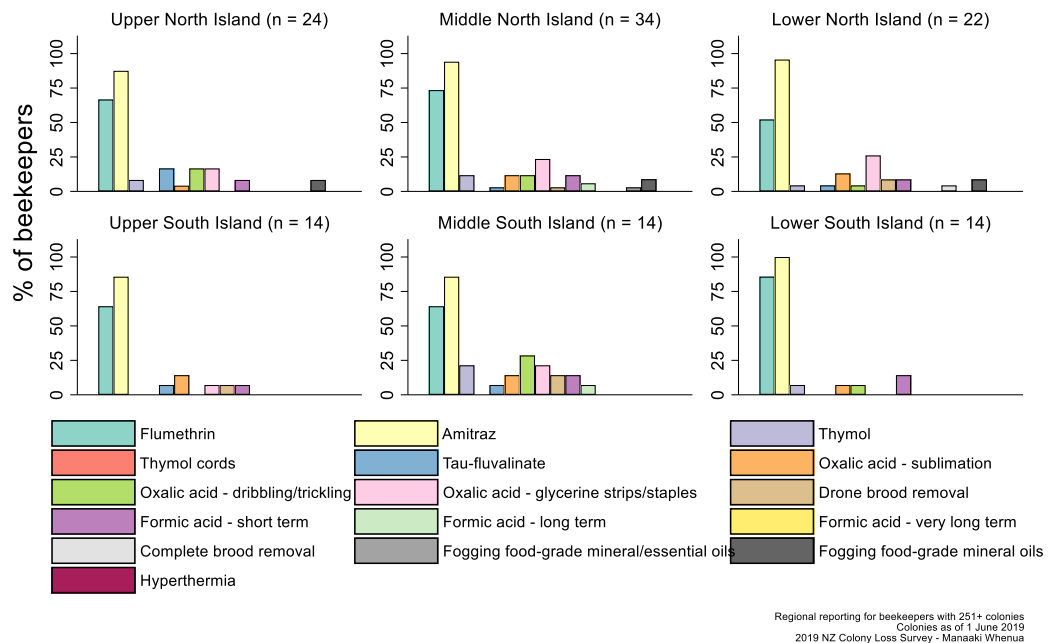 Upper North Island (n = 24)
Middle North Island (n = 34)
Lower North Island (n = 22)
100
75
50
25
0
100
75
50
25
0
100
75
50
25
0
% of beekeepers
Upper South Island (n = 14)
Middle South Island (n = 14)
Lower South Island (n = 14)
100
75
50
25
0
100
75
50
25
0
100
75
50
25
0
Flumethrin
Amitraz
Thymol
Thymol cords
Tau-fluvalinate
Oxalic acid - sublimation
Oxalic acid - dribbling/trickling
Oxalic acid - glycerine strips/staples
Drone brood removal
Formic acid - short term
Formic acid - long term
Formic acid - very long term
Complete brood removal
Fogging food-grade mineral/essential oils
Fogging food-grade mineral oils
Hyperthermia
Regional reporting for beekeepers with 251+ colonies
Colonies as of 1 June 2019
2019 NZ Colony Loss Survey - Manaaki Whenua